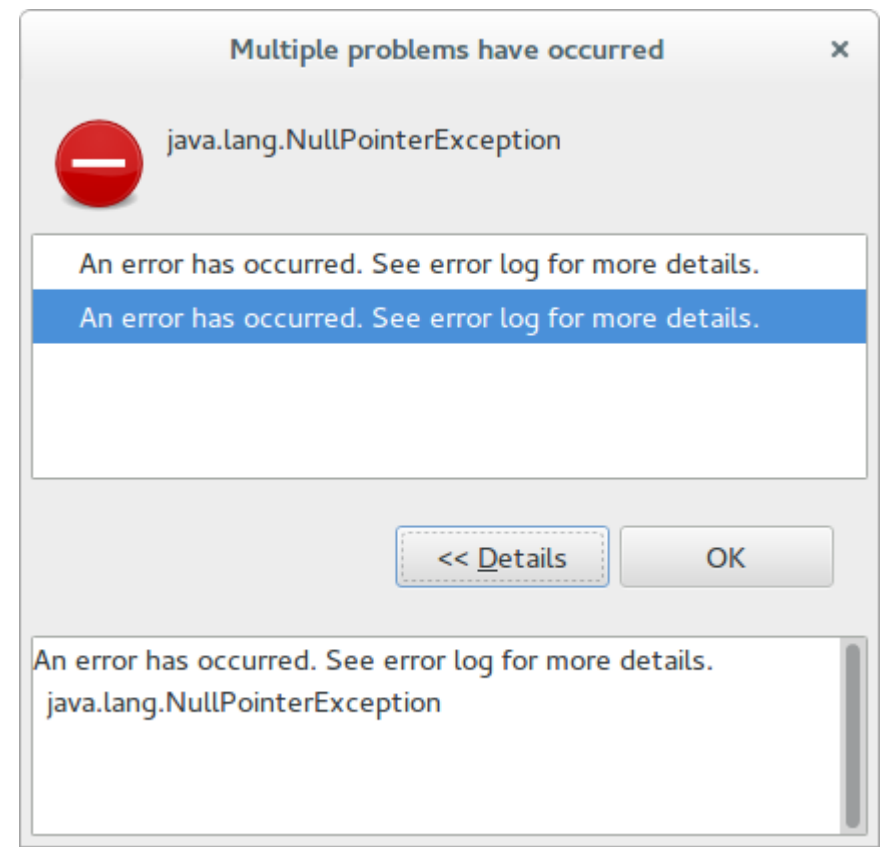 Multiple problems have occurred ×
java.lang.NullPointerException
An error has occurred. See error log for more details.
An error has occurred. See error log for more details.
<< Details OK
An error has occurred. See error log for more details.
java.lang.NullPointerException